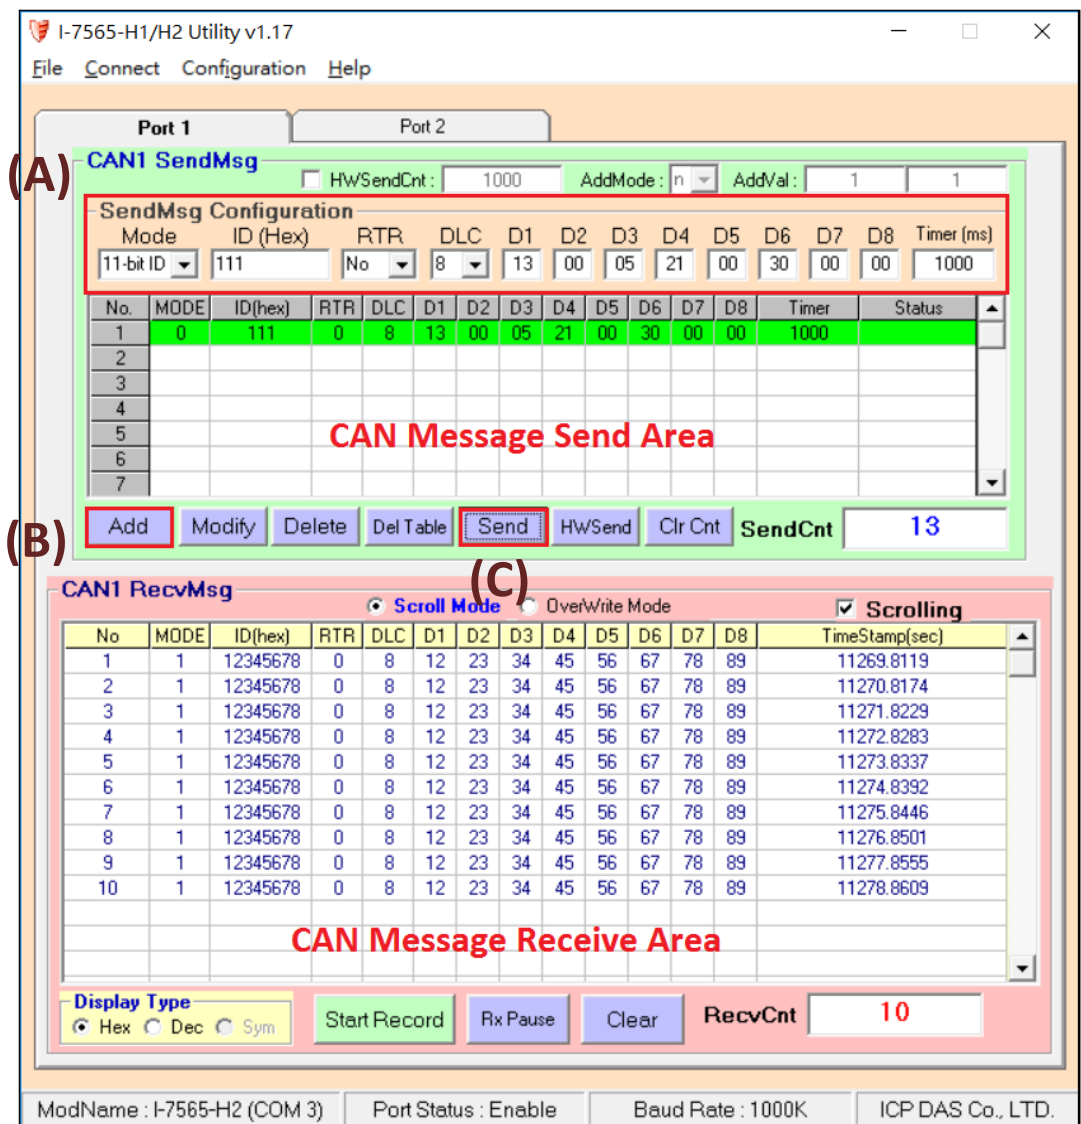 I-7565-H1/H2 Utility v1.17
File Connect Configuration Help
Port 1 Port 2
(A)
CAN1 SendMsg
HWSendCnt : 1000 AddMode : n AddVal : 1 1
SendMsg Configuration
Mode ID (Hex) RTR DLC D1 D2 D3 D4 D5 D6 D7 D8 Timer (ms)
11-bit ID 111 No 8 13 00 05 21 00 30 00 00 1000
No. MODE ID(hex) RTR DLC D1 D2 D3 D4 D5 D6 D7 D8 Timer Status
1 0 111 0 8 13 00 05 21 00 30 00 00 1000
2
3
4
5
6
7
CAN Message Send Area
(B)
Add Modify Delete Del Table Send HWSend Clr Cnt SendCnt 13
(C)
CAN1 RecvMsg
Scroll Mode OverWrite Mode Scrolling
No MODE ID(hex) RTR DLC D1 D2 D3 D4 D5 D6 D7 D8 TimeStamp(sec)
1 1 12345678 0 8 12 23 34 45 56 67 78 89 11269.8119
2 1 12345678 0 8 12 23 34 45 56 67 78 89 11270.8174
3 1 12345678 0 8 12 23 34 45 56 67 78 89 11271.8229
4 1 12345678 0 8 12 23 34 45 56 67 78 89 11272.8283
5 1 12345678 0 8 12 23 34 45 56 67 78 89 11273.8337
6 1 12345678 0 8 12 23 34 45 56 67 78 89 11274.8392
7 1 12345678 0 8 12 23 34 45 56 67 78 89 11275.8446
8 1 12345678 0 8 12 23 34 45 56 67 78 89 11276.8501
9 1 12345678 0 8 12 23 34 45 56 67 78 89 11277.8555
10 1 12345678 0 8 12 23 34 45 56 67 78 89 11278.8609
CAN Message Receive Area
Display Type
Hex Dec Sym
Start Record Rx Pause Clear RecvCnt 10
ModName : I-7565-H2 (COM 3) Port Status : Enable Baud Rate : 1000K ICP DAS Co., LTD.